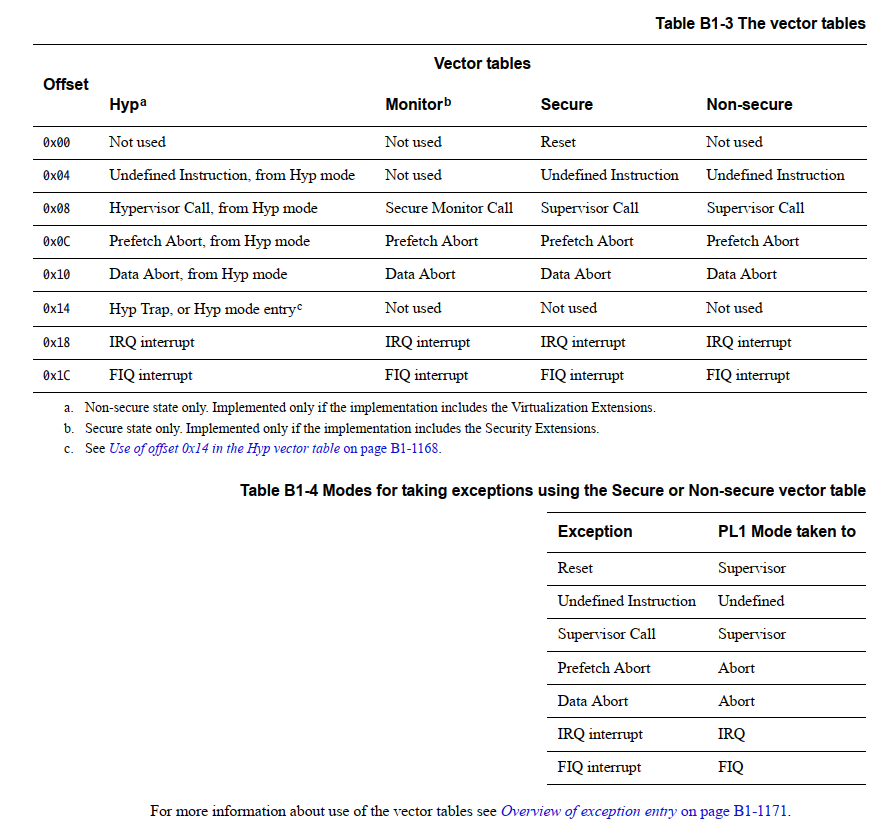 Table B1-3 The vector tables
Vector tables
Offset
Hypa Monitorb Secure Non-secure
0x00 Not used Not used Reset Not used
0x04 Undefined Instruction, from Hyp mode Not used Undefined Instruction Undefined Instruction
0x08 Hypervisor Call, from Hyp mode Secure Monitor Call Supervisor Call Supervisor Call
0x0C Prefetch Abort, from Hyp mode Prefetch Abort Prefetch Abort Prefetch Abort
0x10 Data Abort, from Hyp mode Data Abort Data Abort Data Abort
0x14 Hyp Trap, or Hyp mode entryc Not used Not used Not used
0x18 IRQ interrupt IRQ interrupt IRQ interrupt IRQ interrupt
0x1C FIQ interrupt FIQ interrupt FIQ interrupt FIQ interrupt
a. Non-secure state only. Implemented only if the implementation includes the Virtualization Extensions.
b. Secure state only. Implemented only if the implementation includes the Security Extensions.
c. See Use of offset 0x14 in the Hyp vector table on page B1-1168.
Table B1-4 Modes for taking exceptions using the Secure or Non-secure vector table
Exception PL1 Mode taken to
Reset Supervisor
Undefined Instruction Undefined
Supervisor Call Supervisor
Prefetch Abort Abort
Data Abort Abort
IRQ interrupt IRQ
FIQ interrupt FIQ
For more information about use of the vector tables see Overview of exception entry on page B1-1171.